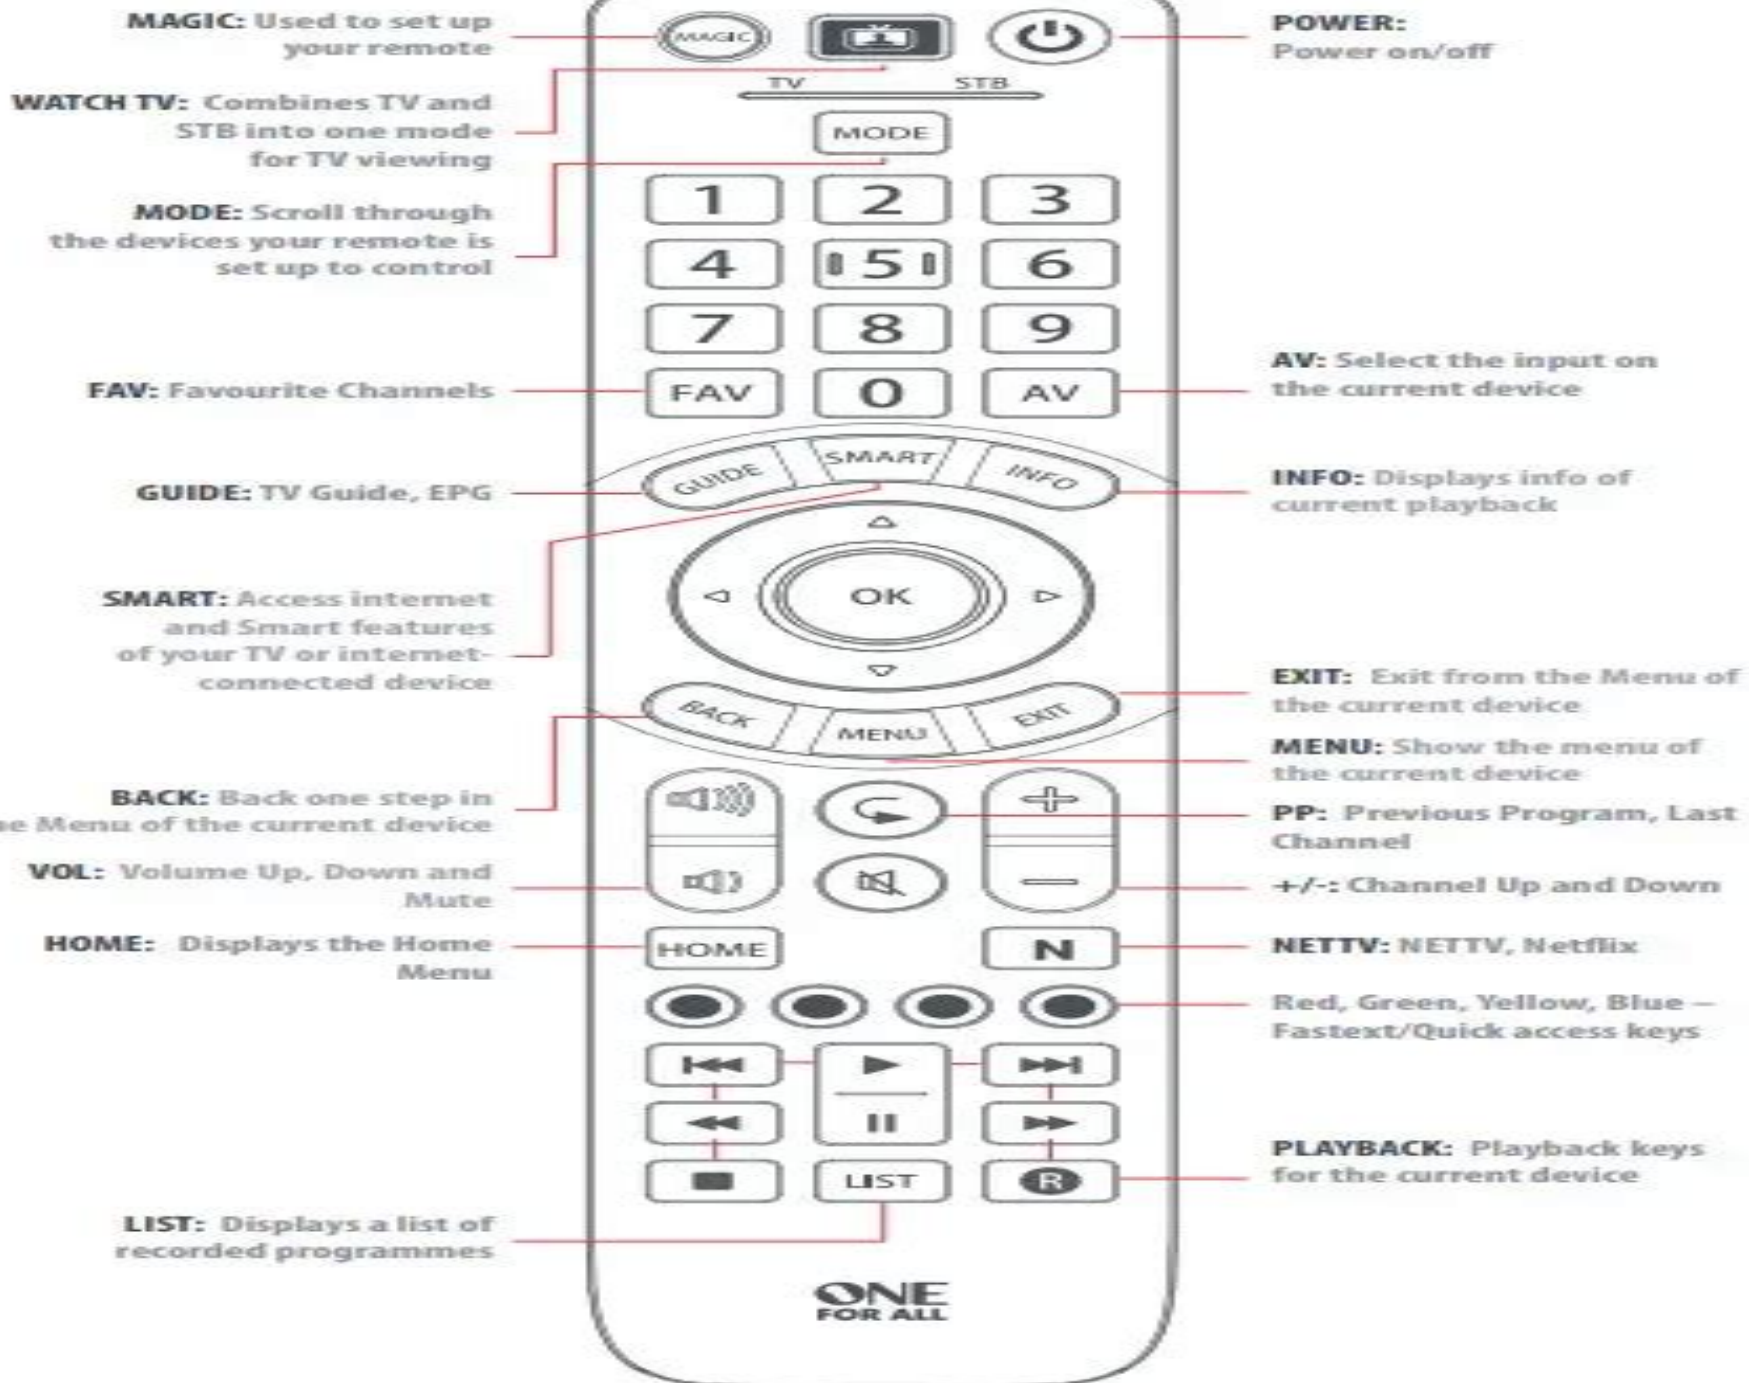 MAGIC: Used to set up
your remote
WATCH TV: Combines TV and
STB into one mode
for TV viewing
MODE: Scroll through
the devices your remote is
set up to control
FAV: Favourite Channels
GUIDE: TV Guide, EPG
SMART: Access internet
and Smart features
of your TV or internet-
connected device
BACK: Back one step in
Menu of the current device
VOL: Volume Up, Down and
Mute
HOME: Displays the Home
Menu
LIST: Displays a list of
recorded programmes
MAGIC
TV STB
MODE
1 2 3
4 5 6
7 8 9
FAV 0 AV
GUIDE SMART INFO
OK
BACK MENU EXIT
HOME N
LIST R
ONE
FOR ALL
POWER:
Power on/off
AV: Select the input on
the current device
INFO: Displays info of
current playback
EXIT: Exit from the Menu of
the current device
MENU: Show the menu of
the current device
PP: Previous Program, Last
Channel
+/-: Channel Up and Down
NETTV: NETTV, Netflix
Red, Green, Yellow, Blue –
Fastext/Quick access keys
PLAYBACK: Playback keys
for the current device